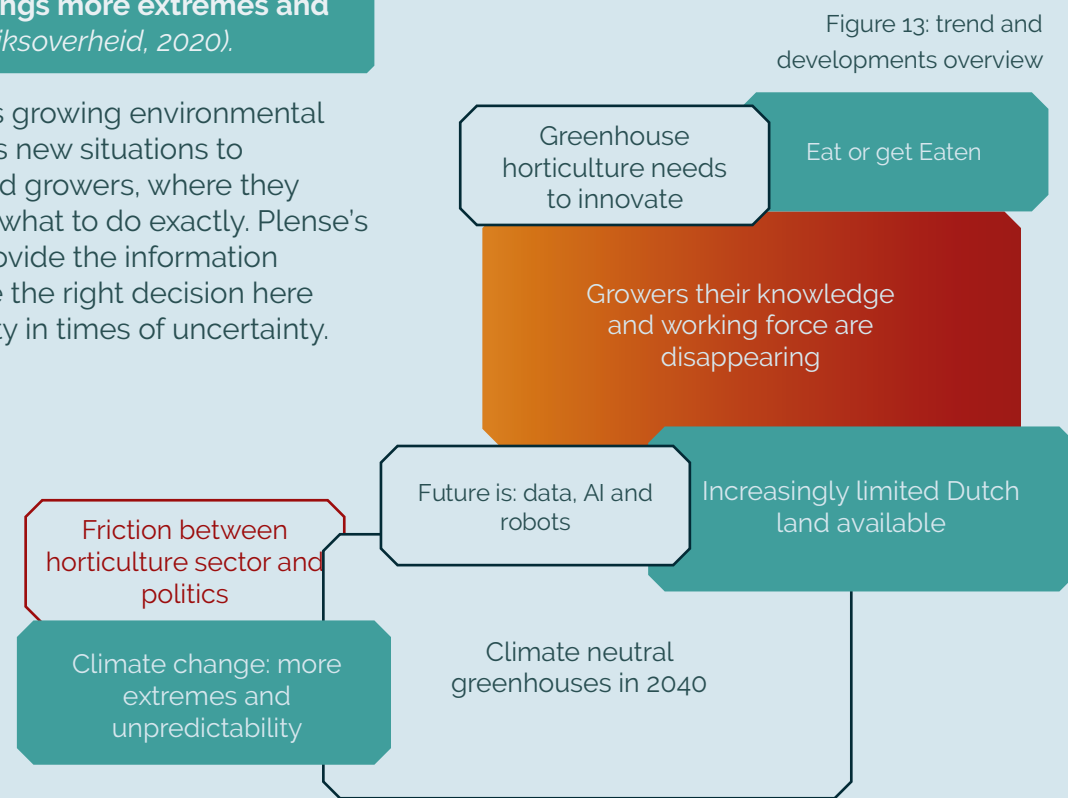 ngs more extremes and
iksoverheid, 2020).
s growing environmental
s new situations to
d growers, where they
what to do exactly. Plense's
ovide the information
e the right decision here
ty in times of uncertainty.
Figure 13: trend and
developments overview
Greenhouse
horticulture needs
to innovate
Eat or get Eaten
Growers their knowledge
and working force are
disappearing
Future is: data, AI and
robots
Increasingly limited Dutch
land available
Friction between
horticulture sector and
politics
Climate change: more
extremes and
unpredictability
Climate neutral
greenhouses in 2040